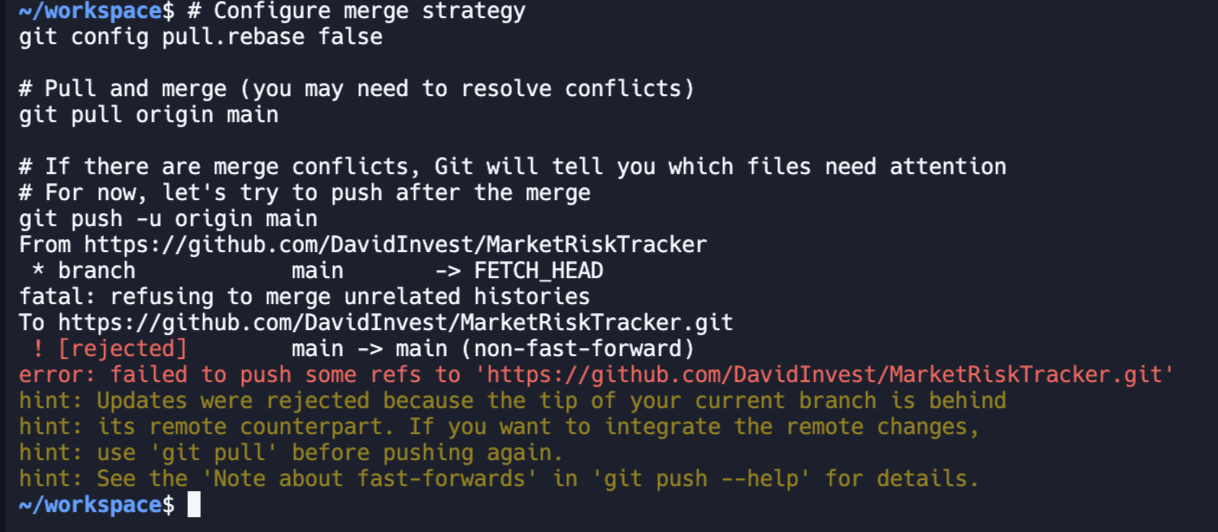 ~/workspace$ # Configure merge strategy
git config pull.rebase false

# Pull and merge (you may need to resolve conflicts)
git pull origin main

# If there are merge conflicts, Git will tell you which files need attention
# For now, let's try to push after the merge
git push -u origin main
From https://github.com/DavidInvest/MarketRiskTracker
 * branch            main       -> FETCH_HEAD
fatal: refusing to merge unrelated histories
To https://github.com/DavidInvest/MarketRiskTracker.git
 ! [rejected]        main -> main (non-fast-forward)
error: failed to push some refs to 'https://github.com/DavidInvest/MarketRiskTracker.git'
hint: Updates were rejected because the tip of your current branch is behind
hint: its remote counterpart. If you want to integrate the remote changes,
hint: use 'git pull' before pushing again.
hint: See the 'Note about fast-forwards' in 'git push --help' for details.
~/workspace$